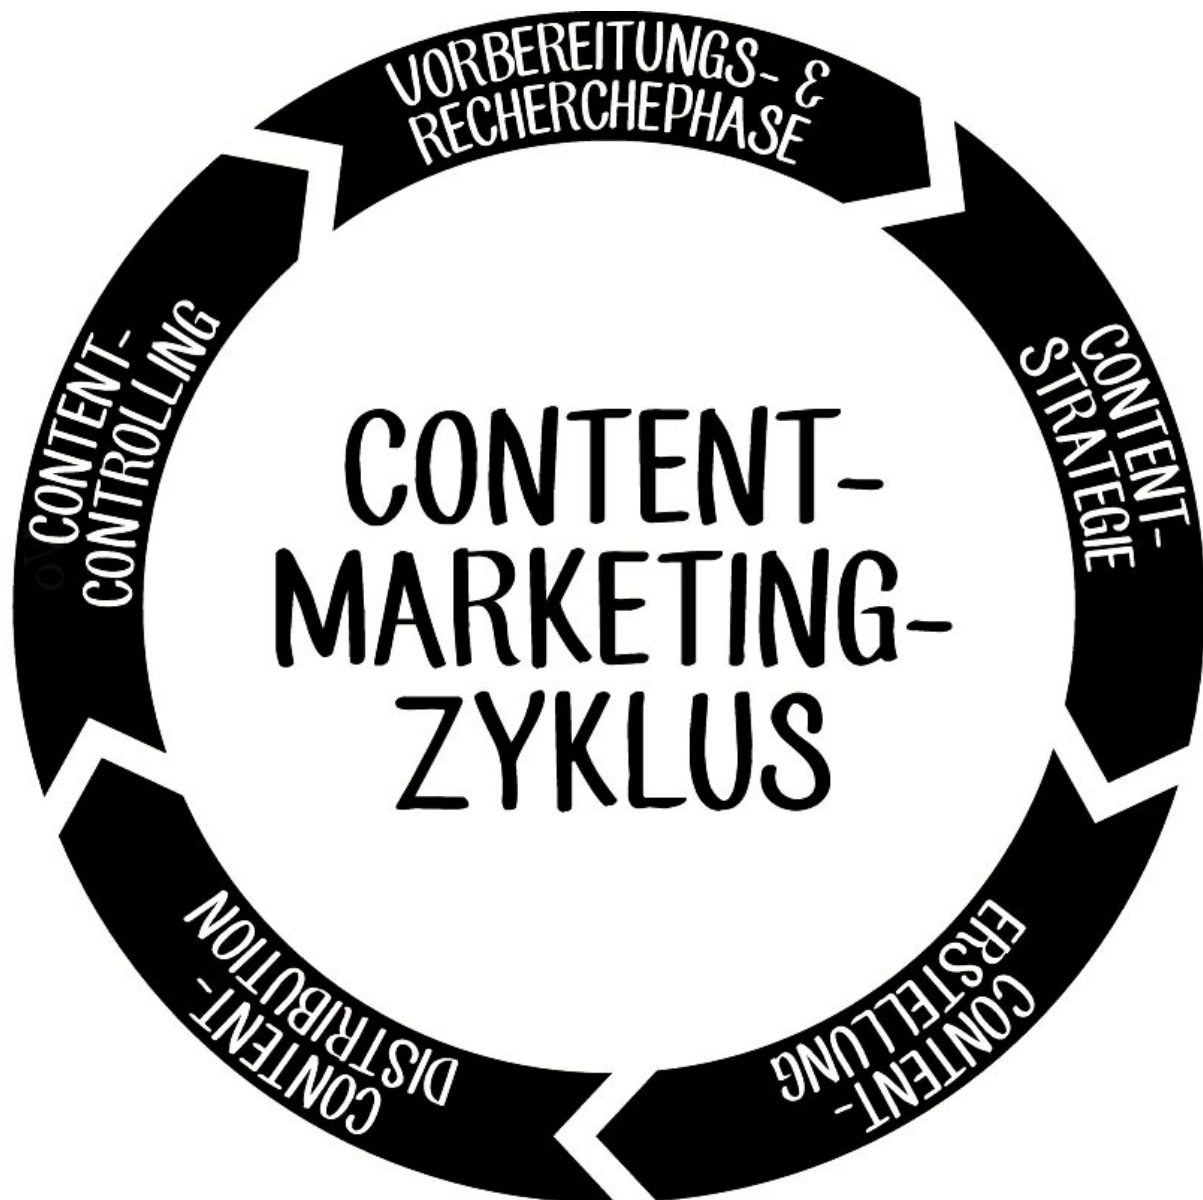 VORBEREITUNGS- &
RECHERCHEPHASE
CONTENT-
STRATEGIE
CONTENT-
ERSTELLUNG
CONTENT-
DISTRIBUTION
CONTENT-
CONTROLLING
CONTENT-
MARKETING-
ZYKLUS